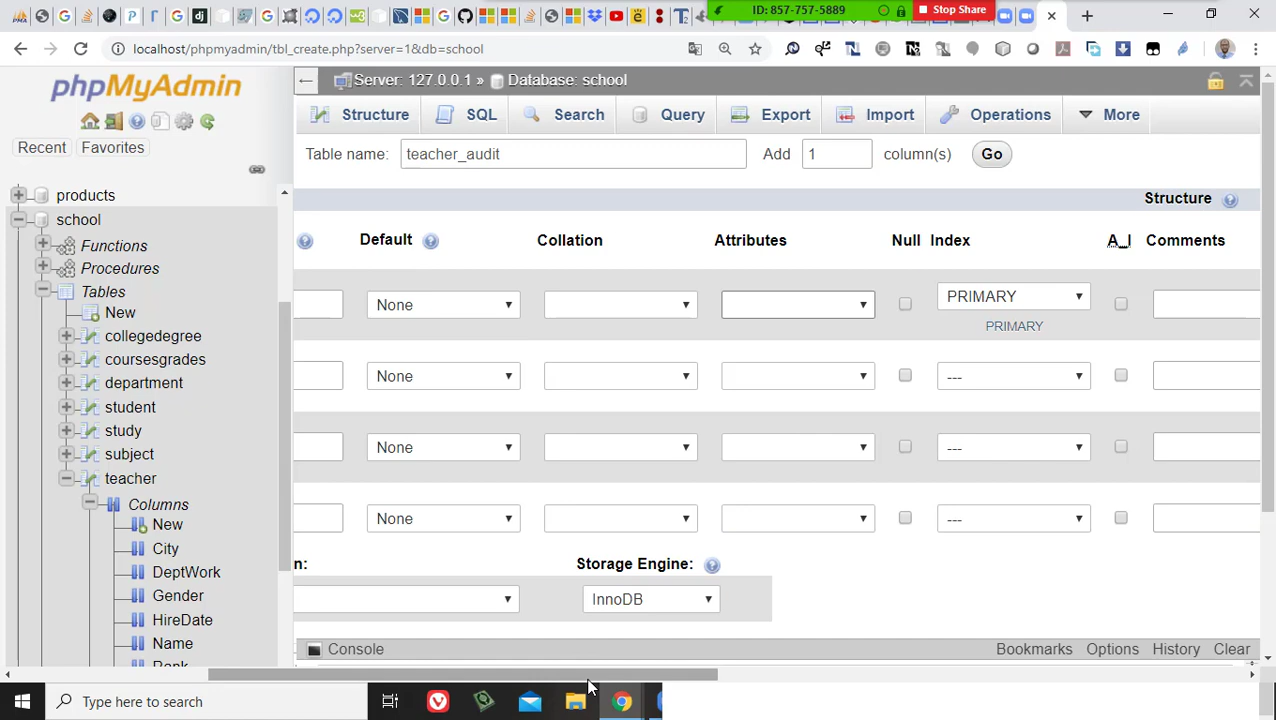 ID: 857-757-5889
Stop Share
localhost/phpmyadmin/tbl_create.php?server=1&db=school
phpMyAdmin
Recent
Favorites
products
school
Functions
Procedures
Tables
New
collegedegree
coursesgrades
department
student
study
subject
teacher
Columns
New
City
DeptWork
Gender
HireDate
Name
Rank
Server: 127.0.0.1 » Database: school
Structure
SQL
Search
Query
Export
Import
Operations
More
Table name: teacher_audit Add 1 column(s) Go
Structure
Default Collation Attributes Null Index A_I Comments
None PRIMARY
PRIMARY
None ---
None ---
None ---
n: Storage Engine:
InnoDB
Console Bookmarks Options History Clear
Type here to search